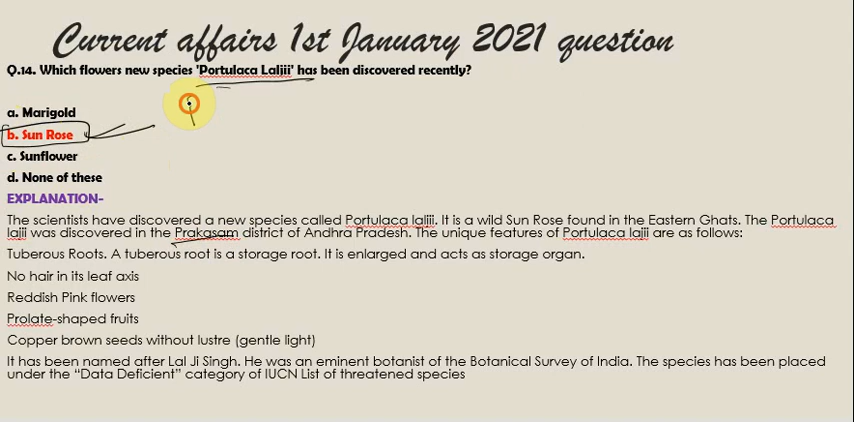 Current affairs 1st January 2021 question
Q.14. Which flowers new species 'Portulaca Laljii' has been discovered recently?
a. Marigold
b. Sun Rose
c. Sunflower
d. None of these
EXPLANATION-
The scientists have discovered a new species called Portulaca laljii. It is a wild Sun Rose found in the Eastern Ghats. The Portulaca
lajii was discovered in the Prakasam district of Andhra Pradesh. The unique features of Portulaca lajii are as follows:
Tuberous Roots. A tuberous root is a storage root. It is enlarged and acts as storage organ.
No hair in its leaf axis
Reddish Pink flowers
Prolate-shaped fruits
Copper brown seeds without lustre (gentle light)
It has been named after Lal Ji Singh. He was an eminent botanist of the Botanical Survey of India. The species has been placed
under the “Data Deficient” category of IUCN List of threatened species